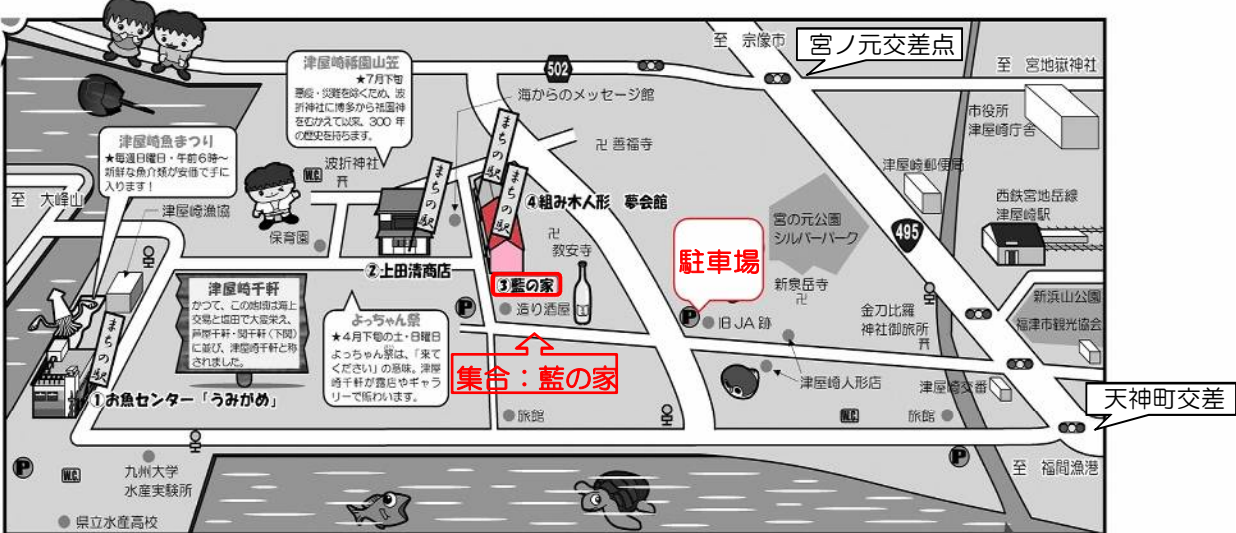 至 宗像市
宮ノ元交差点
502
至 宮地嶽神社
津屋崎祇園山笠
★7月下旬
悪疫・災難を除くため、波
折神社に博多から祇園神
をむかえて以来、300 年
の歴史を持ちます。
海からのメッセージ館
市役所
津屋崎庁舎
津屋崎魚まつり
★毎週日曜日・午前6時～
新鮮な魚介類が安価で手に
入ります！
卍 善福寺
W.C.
波折神社
津屋崎郵便局
まちの駅
まちの駅
まちの駅
至 大峰山
津屋崎漁協
④組み木人形 夢会館
西鉄宮地岳線
津屋崎駅
宮の元公園
シルバーパーク
495
保育園
卍
教安寺
駐車場
②上田清商店
③藍の家
新泉岳寺
卍
津屋崎千軒
かつて、この地域は海上
交易と塩田で大変栄え、
芦屋千軒・関千軒（下関）
に並び、津屋崎千軒と称
されました。
よっちゃん祭
★4月下旬の土・日曜日
よっちゃん祭は、「来て
ください」の意味。津屋
崎千軒が露店やギャラ
リーで賑わいます。
P
造り酒屋
P
旧 JA 跡
金刀比羅
神社御旅所
新浜山公園
福津市観光協会
まちの駅
集合：藍の家
津屋崎人形店
津屋崎交番
①お魚センター「うみがめ」
旅館
W.C.
旅館
天神町交差
P
W.C.
九州大学
水産実験所
P
至 福間漁港
県立水産高校